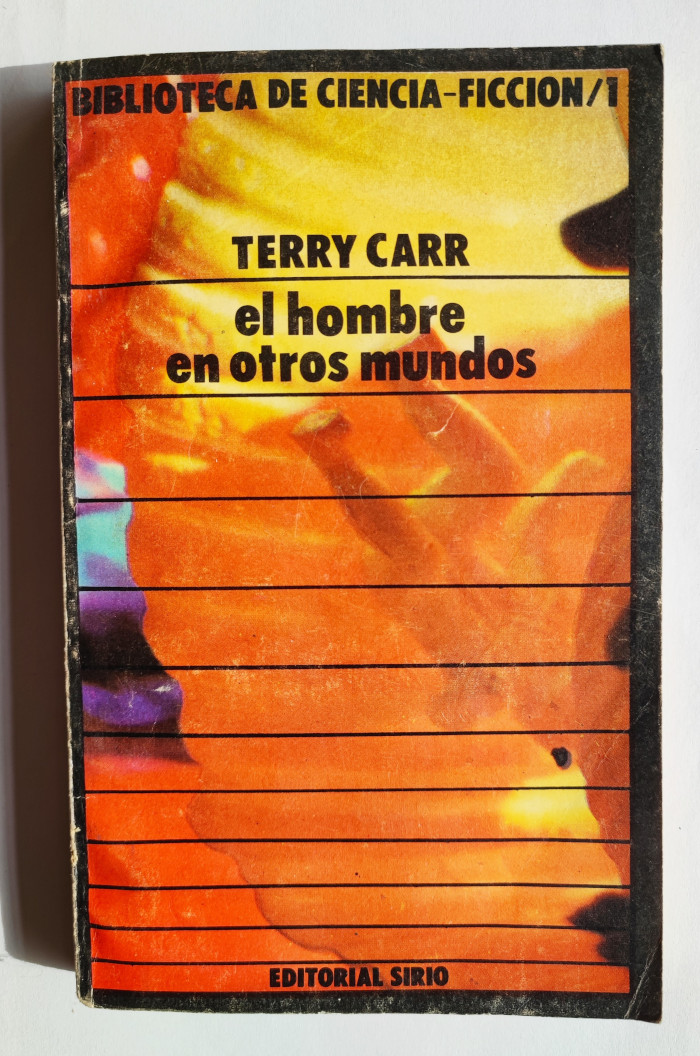 BIBLIOTECA DE CIENCIA-FICCION/1
TERRY CARR
el hombre
en otros mundos
EDITORIAL SIRIO